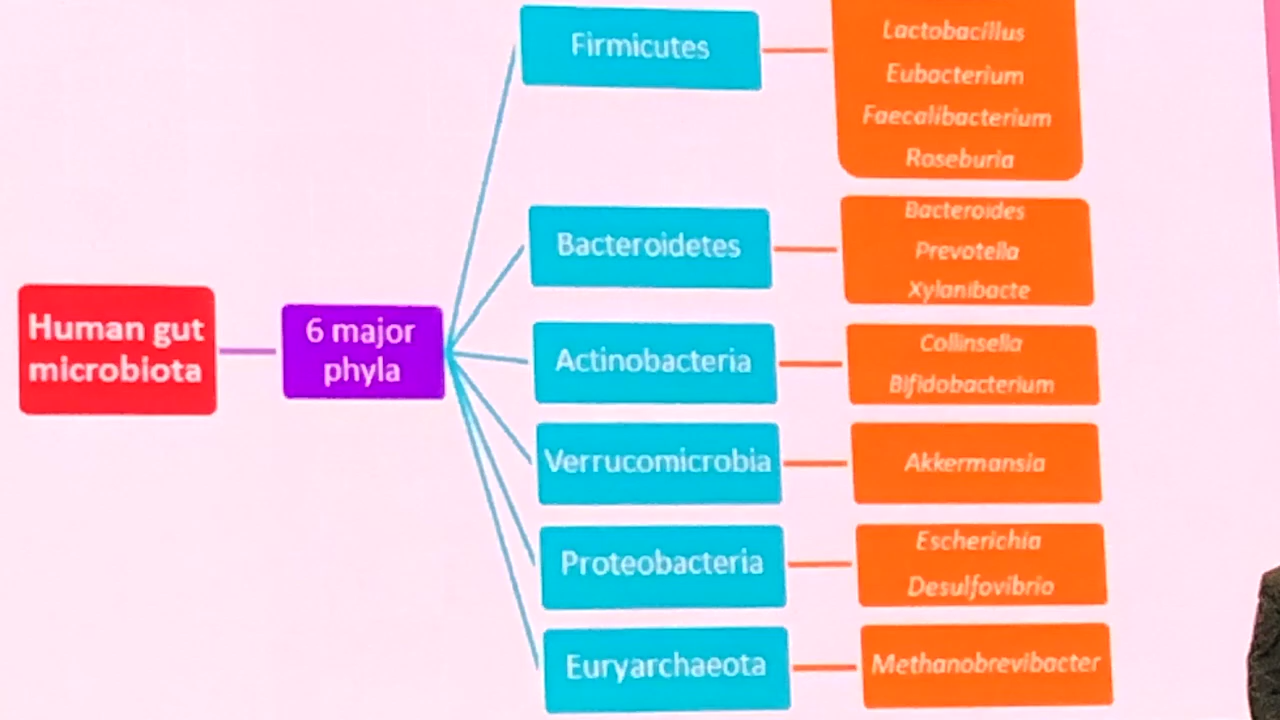 Human gut
microbiota
6 major
phyla
Firmicutes
Lactobacillus
Eubacterium
Faecalibacterium
Roseburia
Bacteroidetes
Bacteroides
Prevotella
Xylanibacte
Actinobacteria
Collinsella
Bifidobacterium
Verrucomicrobia
Akkermansia
Proteobacteria
Escherichia
Desulfovibrio
Euryarchaeota
Methanobrevibacter